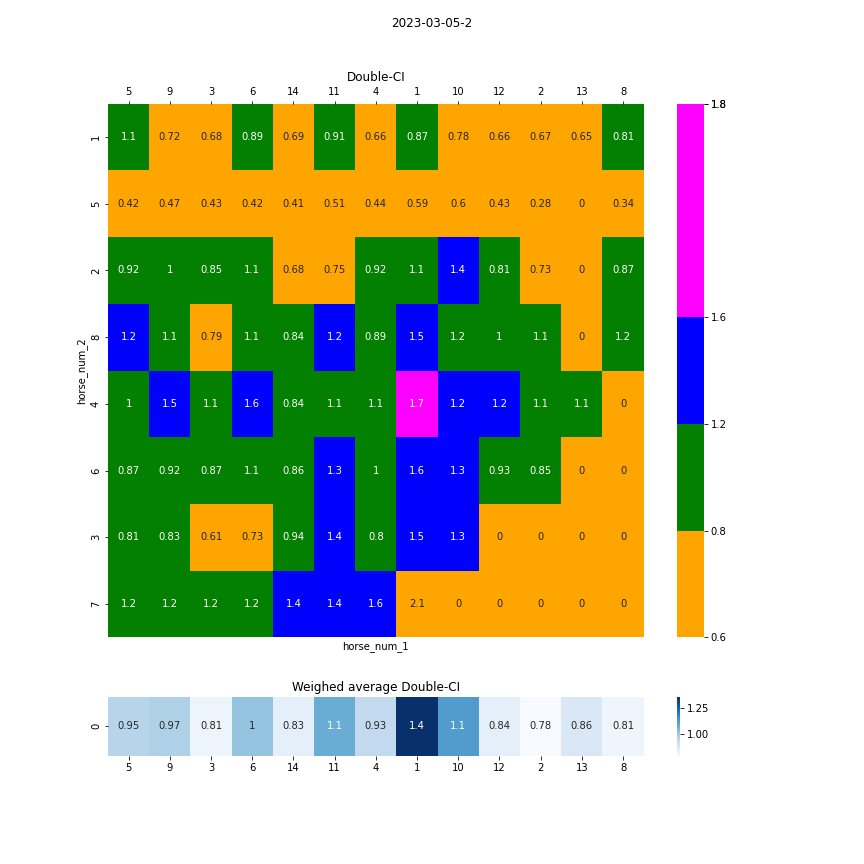 2023-03-05-2
Double-CI
5 9 3 6 14 11 4 1 10 12 2 13 8
1 1.1 0.72 0.68 0.89 0.69 0.91 0.66 0.87 0.78 0.66 0.67 0.65 0.81
5 0.42 0.47 0.43 0.42 0.41 0.51 0.44 0.59 0.6 0.43 0.28 0 0.34
2 0.92 1 0.85 1.1 0.68 0.75 0.92 1.1 1.4 0.81 0.73 0 0.87
8 1.2 1.1 0.79 1.1 0.84 1.2 0.89 1.5 1.2 1 1.1 0 1.2
4 1 1.5 1.1 1.6 0.84 1.1 1.1 1.7 1.2 1.2 1.1 1.1 0
6 0.87 0.92 0.87 1.1 0.86 1.3 1 1.6 1.3 0.93 0.85 0 0
3 0.81 0.83 0.61 0.73 0.94 1.4 0.8 1.5 1.3 0 0 0 0
7 1.2 1.2 1.2 1.2 1.4 1.4 1.6 2.1 0 0 0 0 0
horse_num_2
horse_num_1
1.8
1.6
1.2
0.8
0.6
Weighed average Double-CI
0 0.95 0.97 0.81 1 0.83 1.1 0.93 1.4 1.1 0.84 0.78 0.86 0.81
5 9 3 6 14 11 4 1 10 12 2 13 8
1.25
1.00